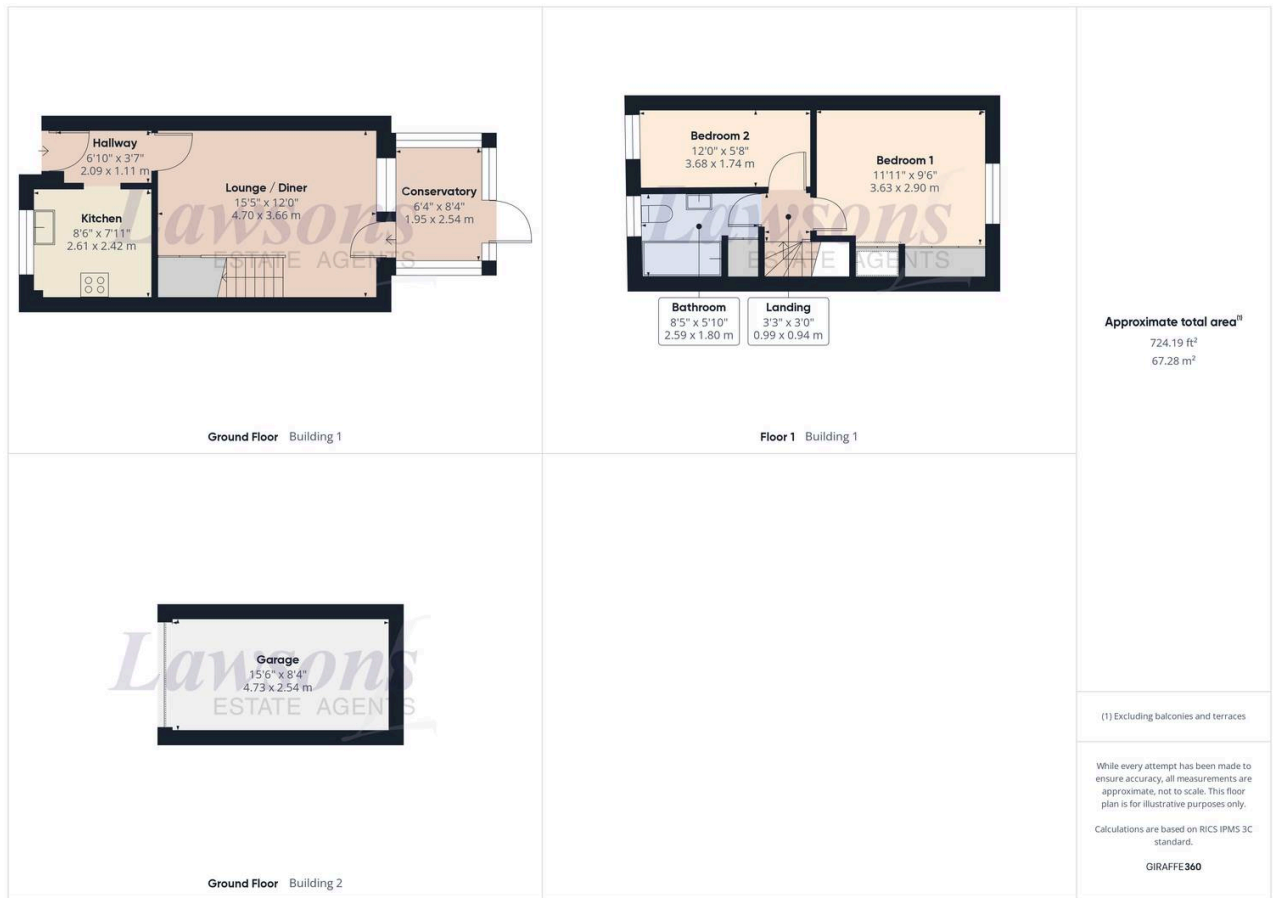 Hallway
6'10" x 3'7"
2.09 x 1.11 m
Lounge / Diner
15'5" x 12'0"
4.70 x 3.66 m
Conservatory
6'4" x 8'4"
1.95 x 2.54 m
Kitchen
8'6" x 7'11"
2.61 x 2.42 m
Lawsons
ESTATE AGENTS
Ground Floor Building 1
Bedroom 2
12'0" x 5'8"
3.68 x 1.74 m
Bedroom 1
11'11" x 9'6"
3.63 x 2.90 m
Lawsons
ESTATE AGENTS
Bathroom
8'5" x 5'10"
2.59 x 1.80 m
Landing
3'3" x 3'0"
0.99 x 0.94 m
Floor 1 Building 1
Garage
15'6" x 8'4"
4.73 x 2.54 m
Lawsons
ESTATE AGENTS
Ground Floor Building 2
Approximate total area(1)
724.19 ft²
67.28 m²
(1) Excluding balconies and terraces
While every attempt has been made to
ensure accuracy, all measurements are
approximate, not to scale. This floor
plan is for illustrative purposes only.
Calculations are based on RICS IPMS 3C
standard.
GIRAFFE360